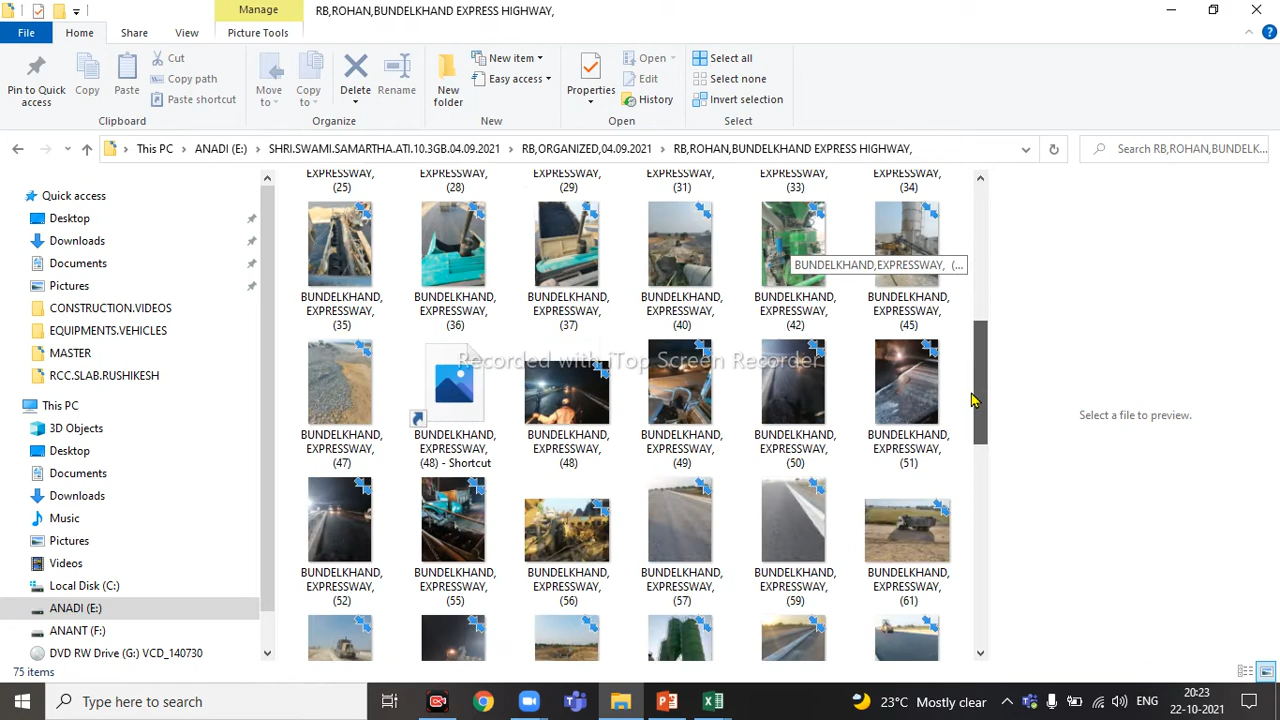 Manage
RB,ROHAN,BUNDELKHAND EXPRESS HIGHWAY,
File
Home
Share
View
Picture Tools
Pin to Quick
access
Copy
Paste
Cut
Copy path
Paste shortcut
Clipboard
Move
to
Copy
to
Delete
Rename
Organize
New
folder
New item
Easy access
New
Properties
Open
Edit
History
Open
Select all
Select none
Invert selection
Select
This PC
ANADI (E:)
SHRI.SWAMI.SAMARTHA.ATI.10.3GB.04.09.2021
RB,ORGANIZED,04.09.2021
RB,ROHAN,BUNDELKHAND EXPRESS HIGHWAY,
Search RB,ROHAN,BUNDELK...
Quick access
Desktop
Downloads
Documents
Pictures
CONSTRUCTION.VIDEOS
EQUIPMENTS.VEHICLES
MASTER
RCC.SLAB.RUSHIKESH
This PC
3D Objects
Desktop
Documents
Downloads
Music
Pictures
Videos
Local Disk (C:)
ANADI (E:)
ANANT (F:)
DVD RW Drive (G:) VCD_140730
EXPRESSWAY, EXPRESSWAY, EXPRESSWAY, EXPRESSWAY, EXPRESSWAY, EXPRESSWAY,
(25) (28) (29) (31) (33) (34)
BUNDELKHAND,EXPRESSWAY, (...
BUNDELKHAND, BUNDELKHAND, BUNDELKHAND, BUNDELKHAND, BUNDELKHAND, BUNDELKHAND,
EXPRESSWAY, EXPRESSWAY, EXPRESSWAY, EXPRESSWAY, EXPRESSWAY, EXPRESSWAY,
(35) (36) (37) (40) (42) (45)
Recorded with iTop Screen Recorder
BUNDELKHAND, BUNDELKHAND, BUNDELKHAND, BUNDELKHAND, BUNDELKHAND, BUNDELKHAND,
EXPRESSWAY, EXPRESSWAY, EXPRESSWAY, EXPRESSWAY, EXPRESSWAY, EXPRESSWAY,
(47) (48) - Shortcut (48) (49) (50) (51)
BUNDELKHAND, BUNDELKHAND, BUNDELKHAND, BUNDELKHAND, BUNDELKHAND, BUNDELKHAND,
EXPRESSWAY, EXPRESSWAY, EXPRESSWAY, EXPRESSWAY, EXPRESSWAY, EXPRESSWAY,
(52) (55) (56) (57) (59) (61)
Select a file to preview.
75 items
Type here to search
23°C Mostly clear
ENG
20:23
22-10-2021